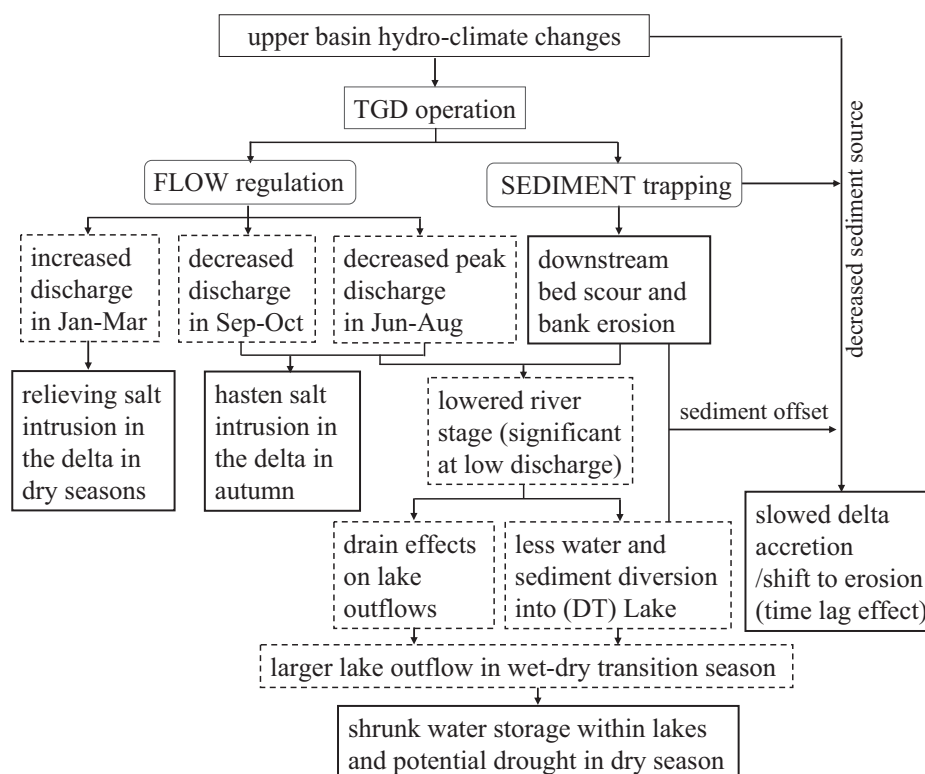 upper basin hydro-climate changes
TGD operation
FLOW regulation
SEDIMENT trapping
decreased sediment source
increased
discharge
in Jan-Mar
decreased
discharge
in Sep-Oct
decreased peak
discharge
in Jun-Aug
downstream
bed scour and
bank erosion
relieving salt
intrusion in
the delta in
dry seasons
hasten salt
intrusion in
the delta in
autumn
lowered river
stage (significant
at low discharge)
sediment offset
drain effects
on lake
outflows
less water and
sediment diversion
into (DT) Lake
slowed delta
accretion
/shift to erosion
(time lag effect)
larger lake outflow in wet-dry transition season
shrunk water storage within lakes
and potential drought in dry season